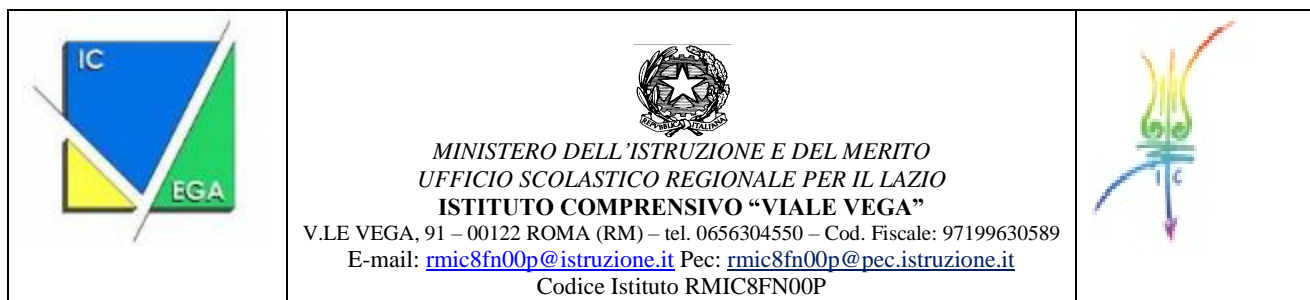 IC
EGA
REPVBBLICA ITALIANA
MINISTERO DELL’ISTRUZIONE E DEL MERITO
UFFICIO SCOLASTICO REGIONALE PER IL LAZIO
ISTITUTO COMPRENSIVO “VIALE VEGA”
V.LE VEGA, 91 – 00122 ROMA (RM) – tel. 0656304550 – Cod. Fiscale: 97199630589
E-mail: rmic8fn00p@istruzione.it Pec: rmic8fn00p@pec.istruzione.it
Codice Istituto RMIC8FN00P
I C